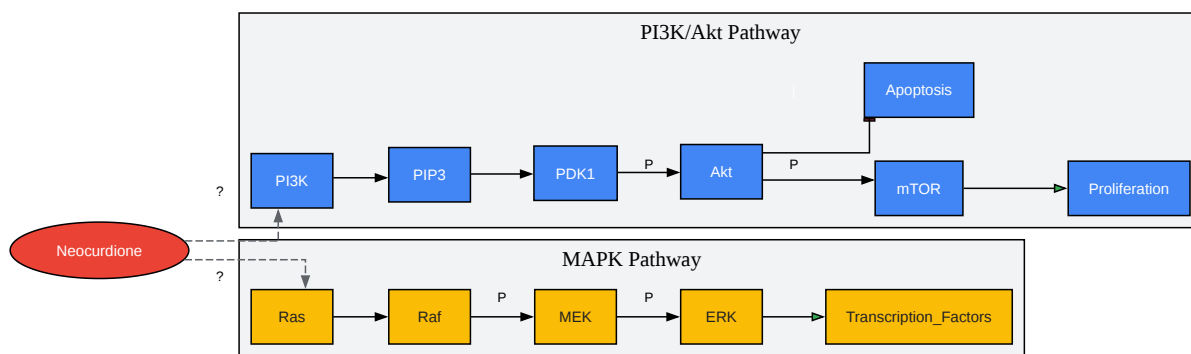 PI3K/Akt Pathway
Apoptosis
P
P
PI3K
PIP3
PDK1
Akt
mTOR
Proliferation
?
Neocurdione
?
MAPK Pathway
P
P
Ras
Raf
MEK
ERK
Transcription_Factors